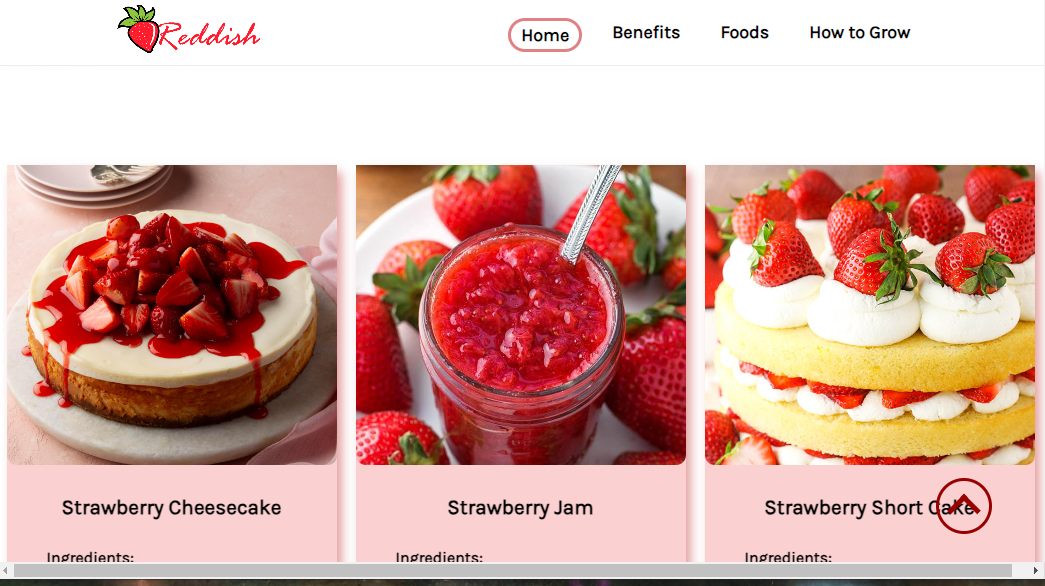 Reddish
Home
Benefits
Foods
How to Grow
Strawberry Cheesecake
Strawberry Jam
Strawberry Short Cake
Ingredients:
Ingredients:
Ingredients: